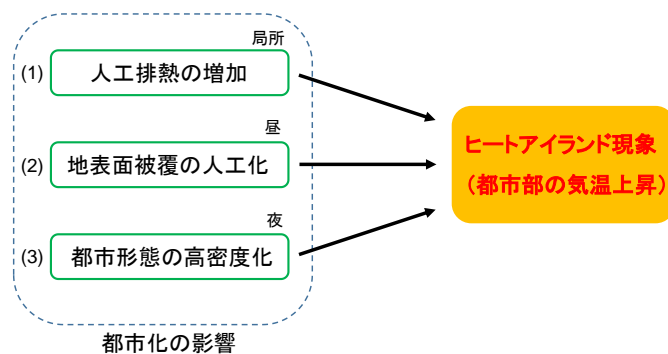 局所
(1) 人工排熱の増加
昼
(2) 地表面被覆の人工化
夜
(3) 都市形態の高密度化
都市化の影響
ヒートアイランド現象
（都市部の気温上昇）